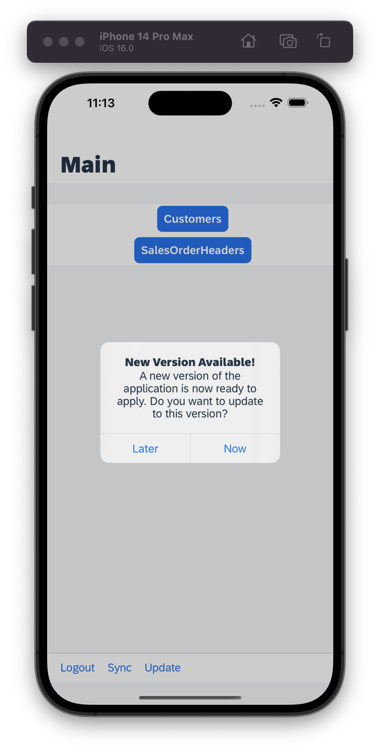 iPhone 14 Pro Max
iOS 16.0
11:13
Main
Customers
SalesOrderHeaders
New Version Available!
A new version of the
application is now ready to
apply. Do you want to update
to this version?
Later Now
Logout Sync Update